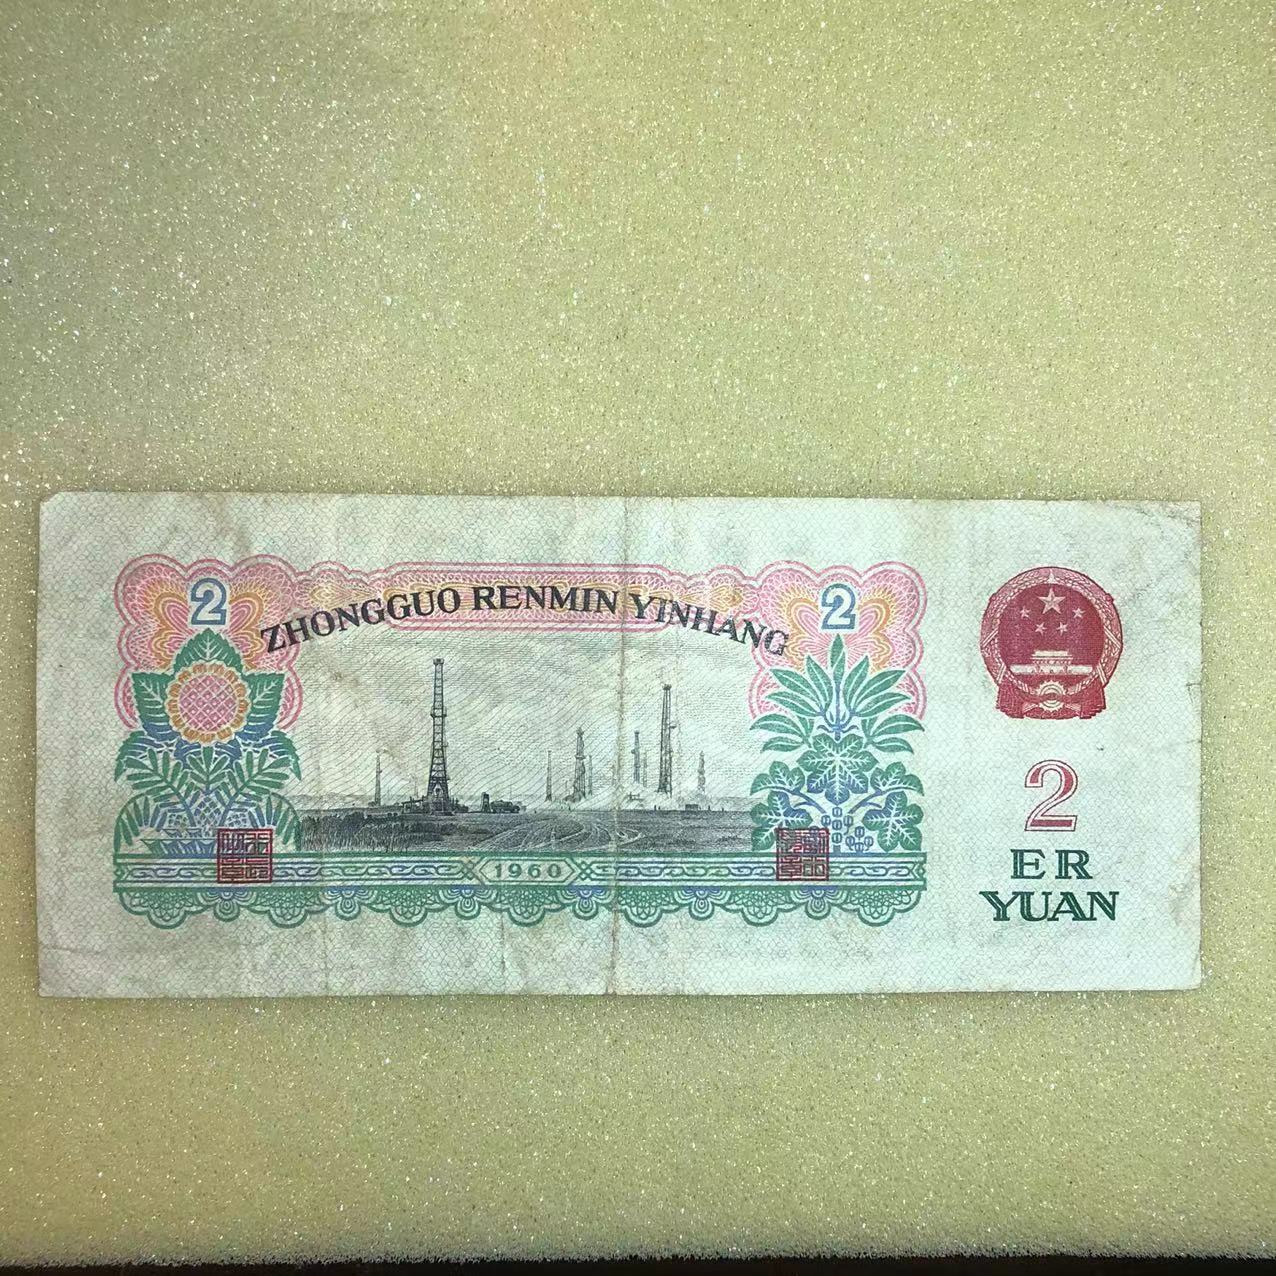 2
2
ZHONGGUO RENMIN YINHANG
1960
2
ER
YUAN